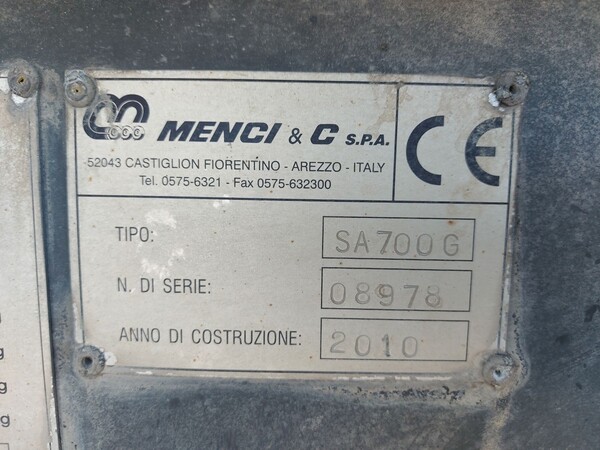 MENCI & C S.P.A.
52043 CASTIGLION FIORENTINO - AREZZO - ITALY
Tel. 0575-6321 - Fax 0575-632300
CE
TIPO: SA700G
N. DI SERIE: 08978
ANNO DI COSTRUZIONE: 2010
g
g
g